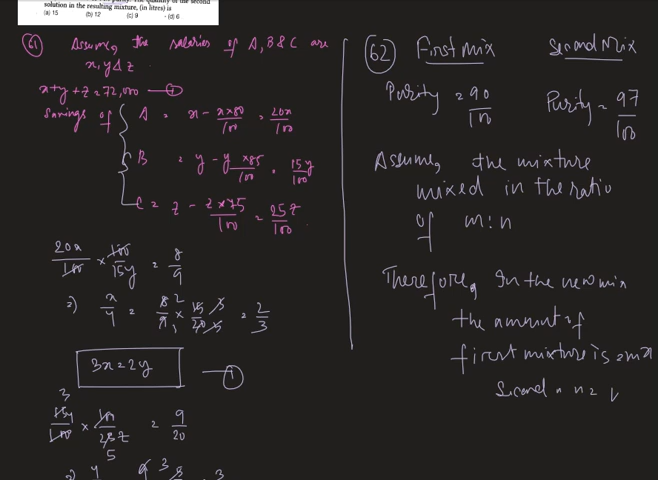 solution in the resulting mixture, (in litres) is
(a) 15 (b) 12 (c) 9 (d) 6
61 Assume, the salaries of A, B & C are
x, y & z
x+y+z = 72,000
Savings of A = x - x×80/100 = 20x/100
B = y - y×85/100 = 15y/100
C = z - z×75/100 = 25z/100
20x/100 × 100/15y = 8/9
x/y = 8/9 × 15/20 = 2/3
3x = 2y — 1
15y/100 × 100/25z = 9/20
62 First Mix Second Mix
Purity = 90/100 Purity = 97/100
Assume, the mixture
mixed in the ratio
of m:n
Therefore, In the new mix
the amount of
first mixture is = m
Second " n =